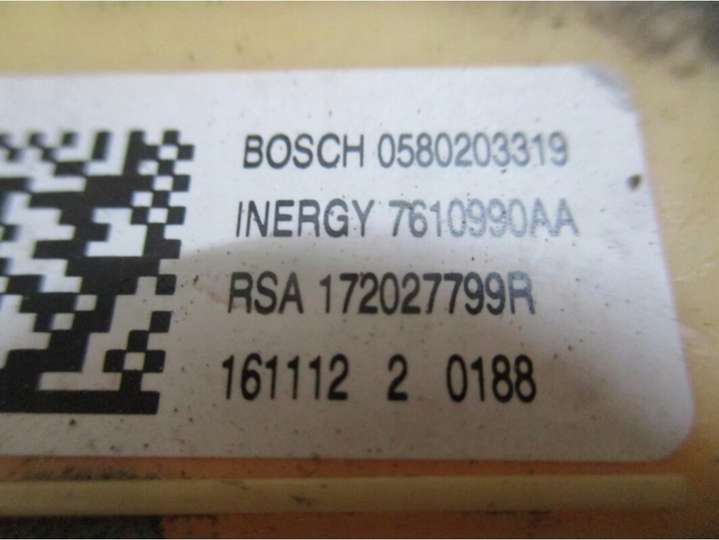 BOSCH 0580203319
INERGY 7610990AA
RSA 172027799R
161112 2 0188